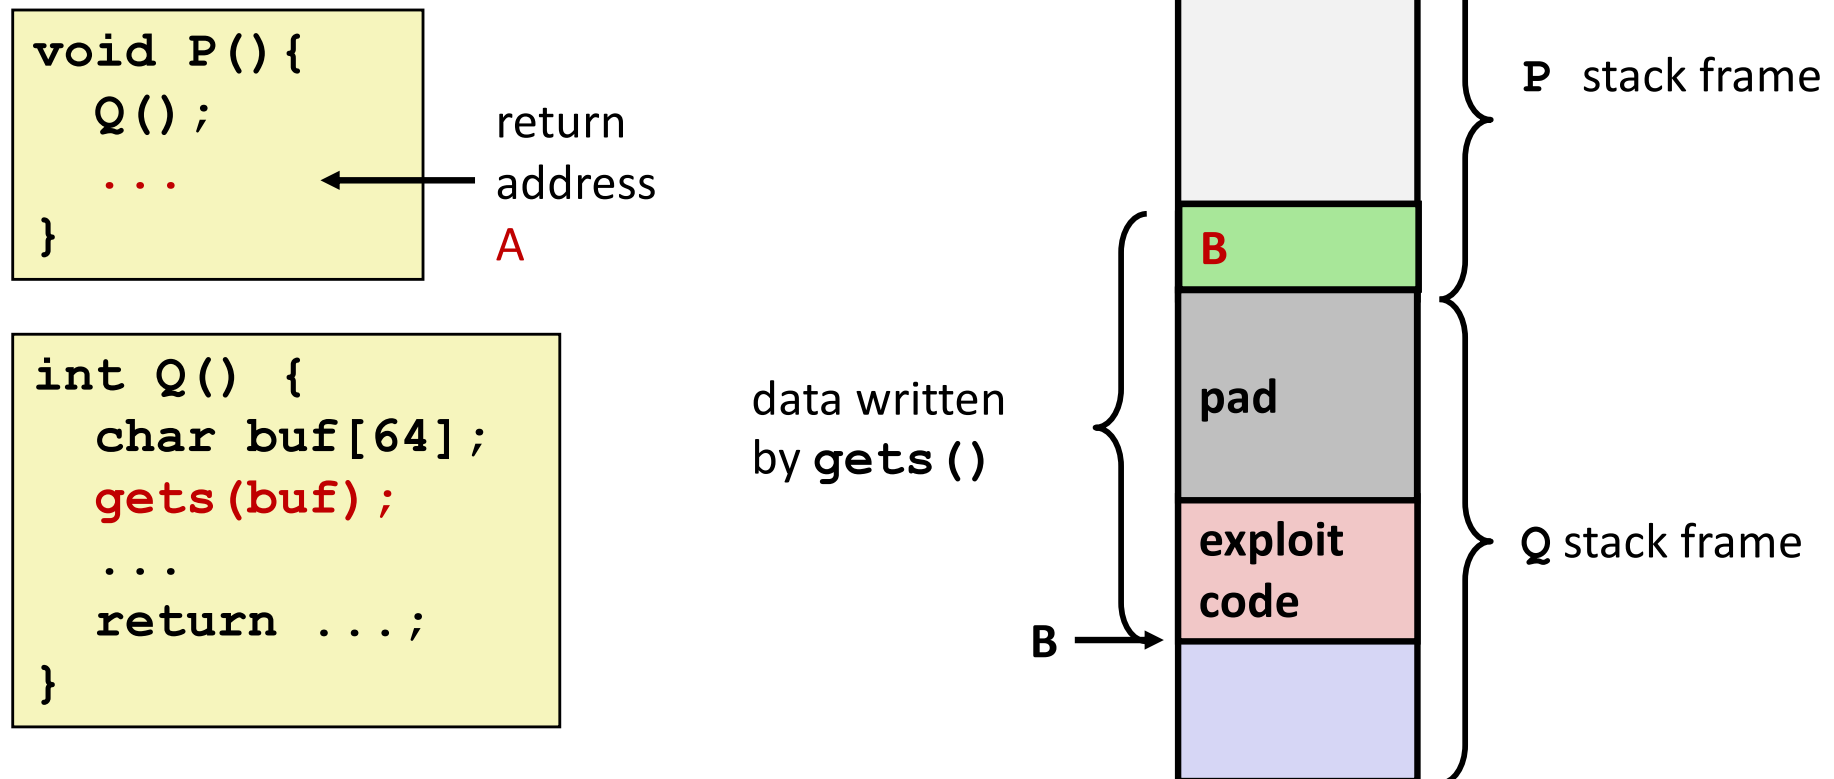 void P(){
Q();
...
}
return
address
A
int Q() {
char buf[64];
gets(buf);
...
return ...;
}
data written
by gets()
B
B
pad
exploit
code
P stack frame
Q stack frame